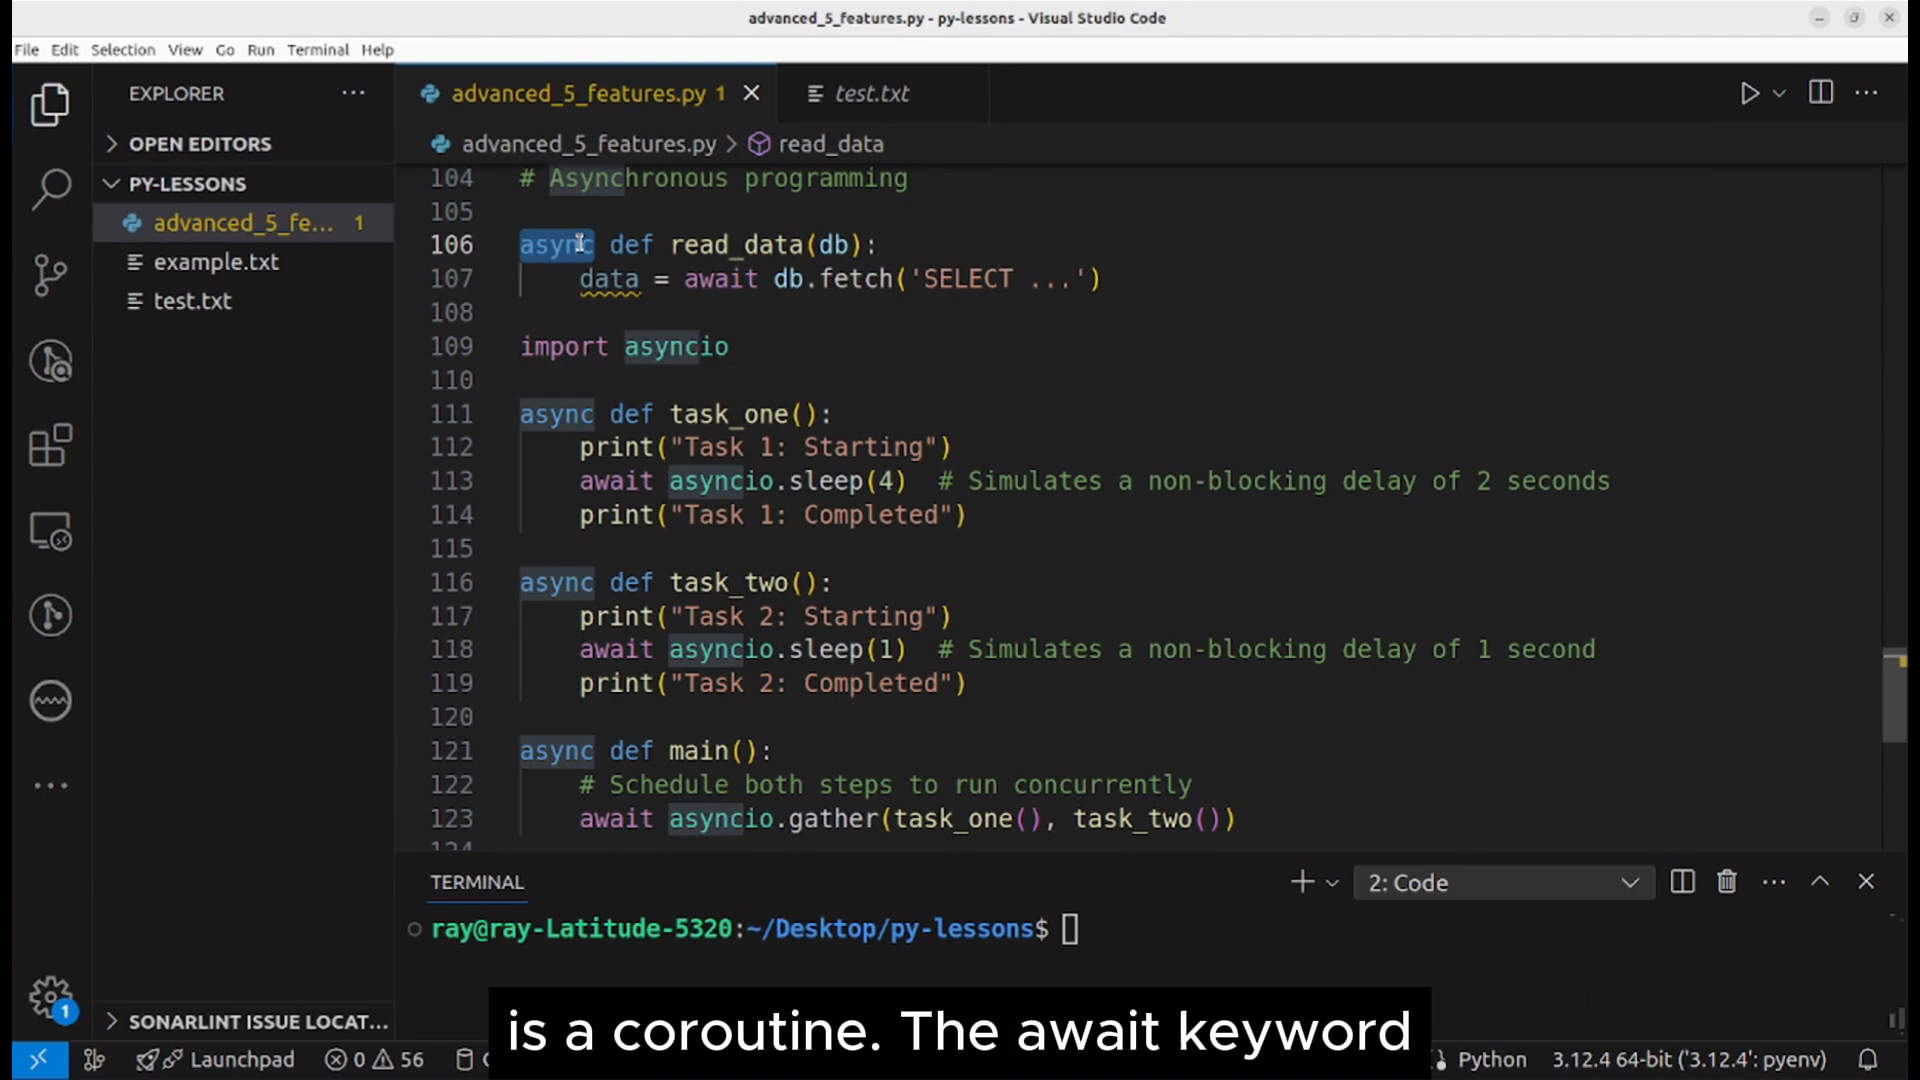 advanced_5_features.py - py-lessons - Visual Studio Code
File Edit Selection View Go Run Terminal Help
EXPLORER
OPEN EDITORS
PY-LESSONS
advanced_5_fe... 1
example.txt
test.txt
SONARLINT ISSUE LOCAT...
advanced_5_features.py 1
test.txt
advanced_5_features.py > read_data
104 # Asynchronous programming
105
106 async def read_data(db):
107 data = await db.fetch('SELECT ...')
108
109 import asyncio
110
111 async def task_one():
112 print("Task 1: Starting")
113 await asyncio.sleep(4) # Simulates a non-blocking delay of 2 seconds
114 print("Task 1: Completed")
115
116 async def task_two():
117 print("Task 2: Starting")
118 await asyncio.sleep(1) # Simulates a non-blocking delay of 1 second
119 print("Task 2: Completed")
120
121 async def main():
122 # Schedule both steps to run concurrently
123 await asyncio.gather(task_one(), task_two())
124
TERMINAL
2: Code
ray@ray-Latitude-5320:~/Desktop/py-lessons$
is a coroutine. The await keyword
1
Launchpad 0 56 Python 3.12.4 64-bit ('3.12.4': pyenv)